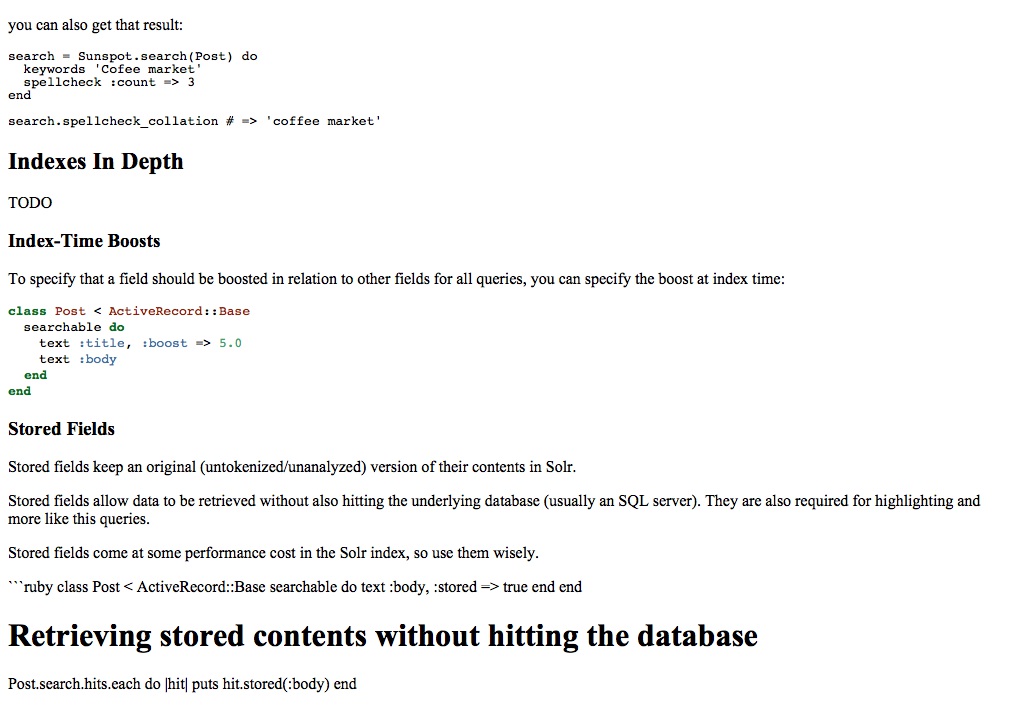 you can also get that result:
search = Sunspot.search(Post) do
  keywords 'Cofee market'
  spellcheck :count => 3
end
search.spellcheck_collation # => 'coffee market'
Indexes In Depth
TODO
Index-Time Boosts
To specify that a field should be boosted in relation to other fields for all queries, you can specify the boost at index time:
class Post < ActiveRecord::Base
  searchable do
    text :title, :boost => 5.0
    text :body
  end
end
Stored Fields
Stored fields keep an original (untokenized/unanalyzed) version of their contents in Solr.
Stored fields allow data to be retrieved without also hitting the underlying database (usually an SQL server). They are also required for highlighting and
more like this queries.
Stored fields come at some performance cost in the Solr index, so use them wisely.
```ruby class Post < ActiveRecord::Base searchable do text :body, :stored => true end end
Retrieving stored contents without hitting the database
Post.search.hits.each do |hit| puts hit.stored(:body) end